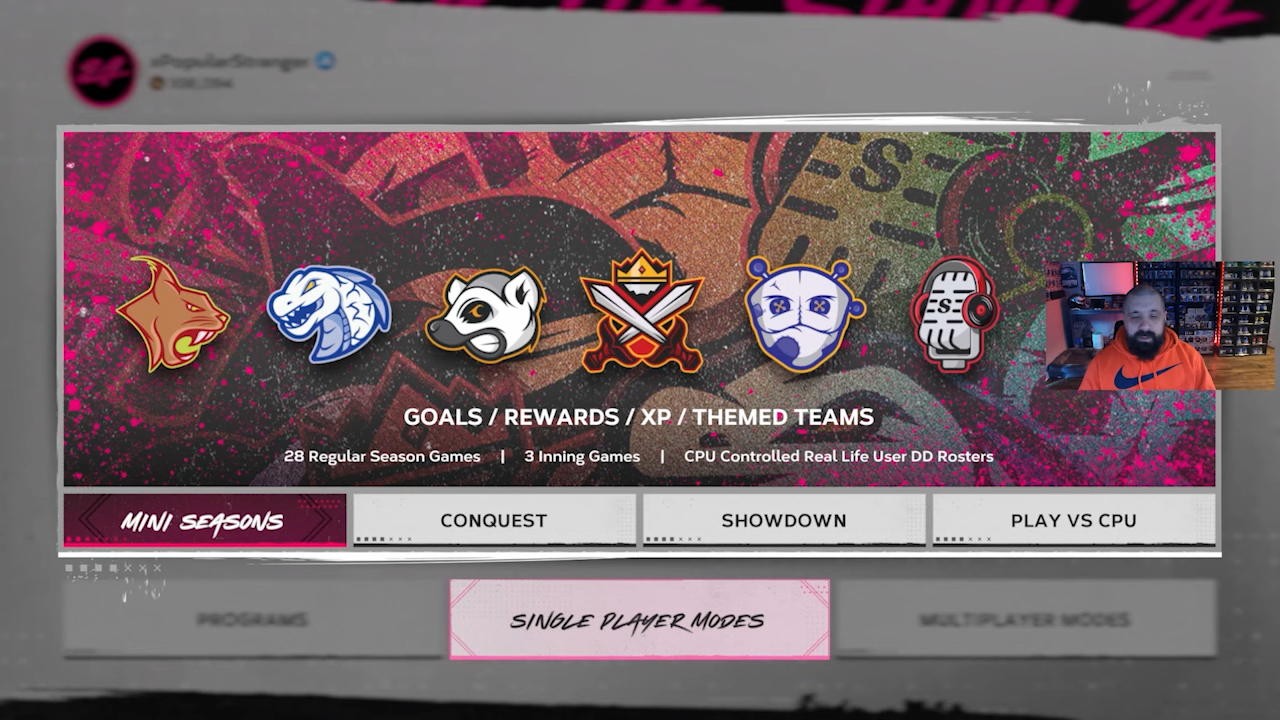 xPopularStranger
S
S
GOALS / REWARDS / XP / THEMED TEAMS
28 Regular Season Games | 3 Inning Games | CPU Controlled Real Life User DD Rosters
MINI SEASONS
CONQUEST
SHOWDOWN
PLAY VS CPU
PROGRAMS
SINGLE PLAYER MODES
MULTIPLAYER MODES